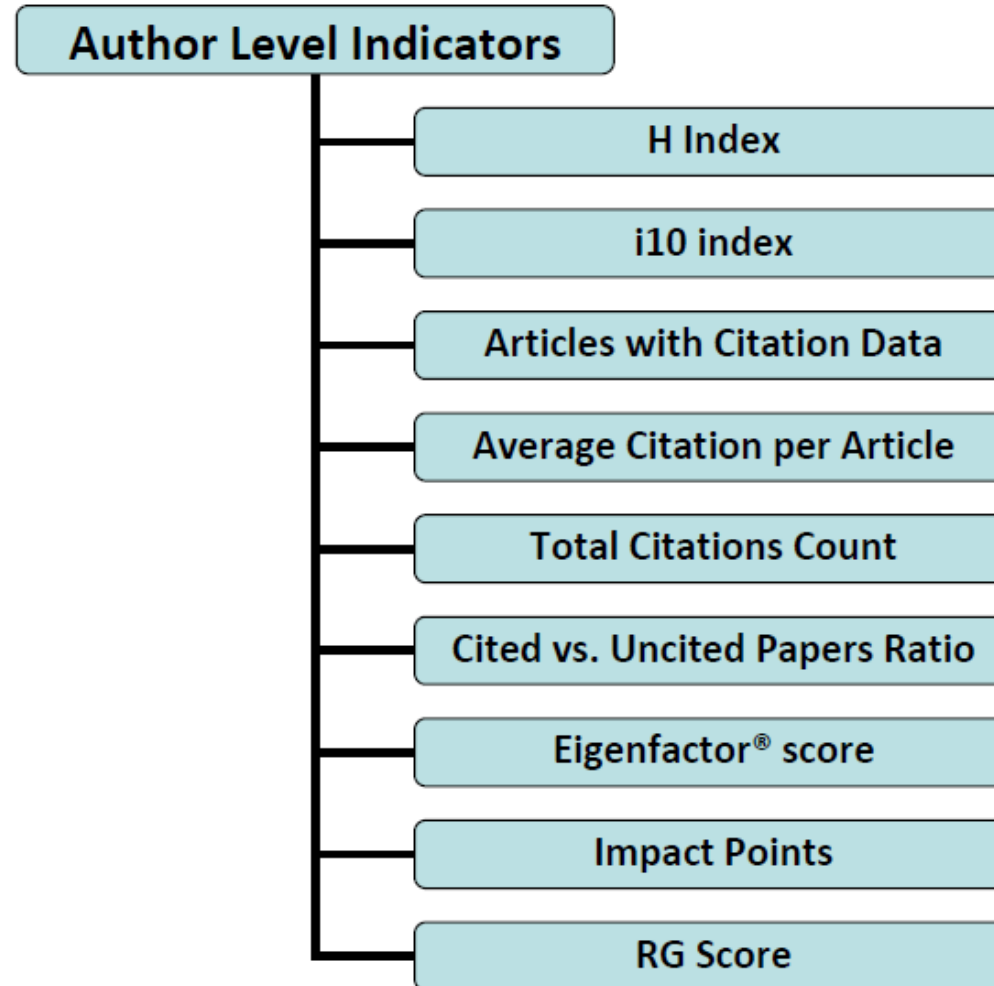 Author Level Indicators
H Index
i10 index
Articles with Citation Data
Average Citation per Article
Total Citations Count
Cited vs. Uncited Papers Ratio
Eigenfactor® score
Impact Points
RG Score